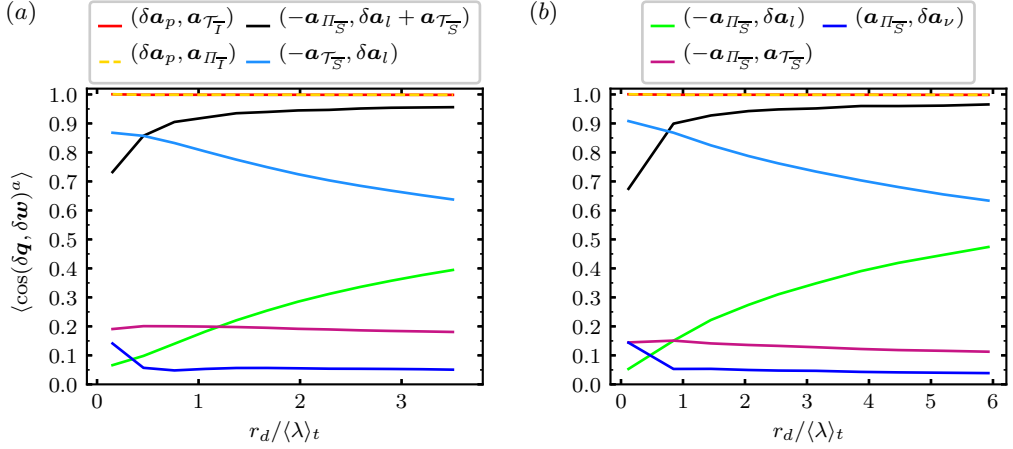 (a)
(δa_p, a_{𝒯_{\overline{I}}}) (−a_{Π_{\overline{S}}}, δa_l + a_{𝒯_{\overline{S}}})
(δa_p, a_{Π_{\overline{I}}}) (−a_{𝒯_{\overline{S}}}, δa_l)
⟨cos(δq, δw)^a⟩
1.0
0.9
0.8
0.7
0.6
0.5
0.4
0.3
0.2
0.1
0.0
0 1 2 3
r_d/⟨λ⟩_t
(b)
(−a_{Π_{\overline{S}}}, δa_l) (a_{Π_{\overline{S}}}, δa_ν)
(−a_{Π_{\overline{S}}}, a_{𝒯_{\overline{S}}})
1.0
0.9
0.8
0.7
0.6
0.5
0.4
0.3
0.2
0.1
0.0
0 1 2 3 4 5 6
r_d/⟨λ⟩_t